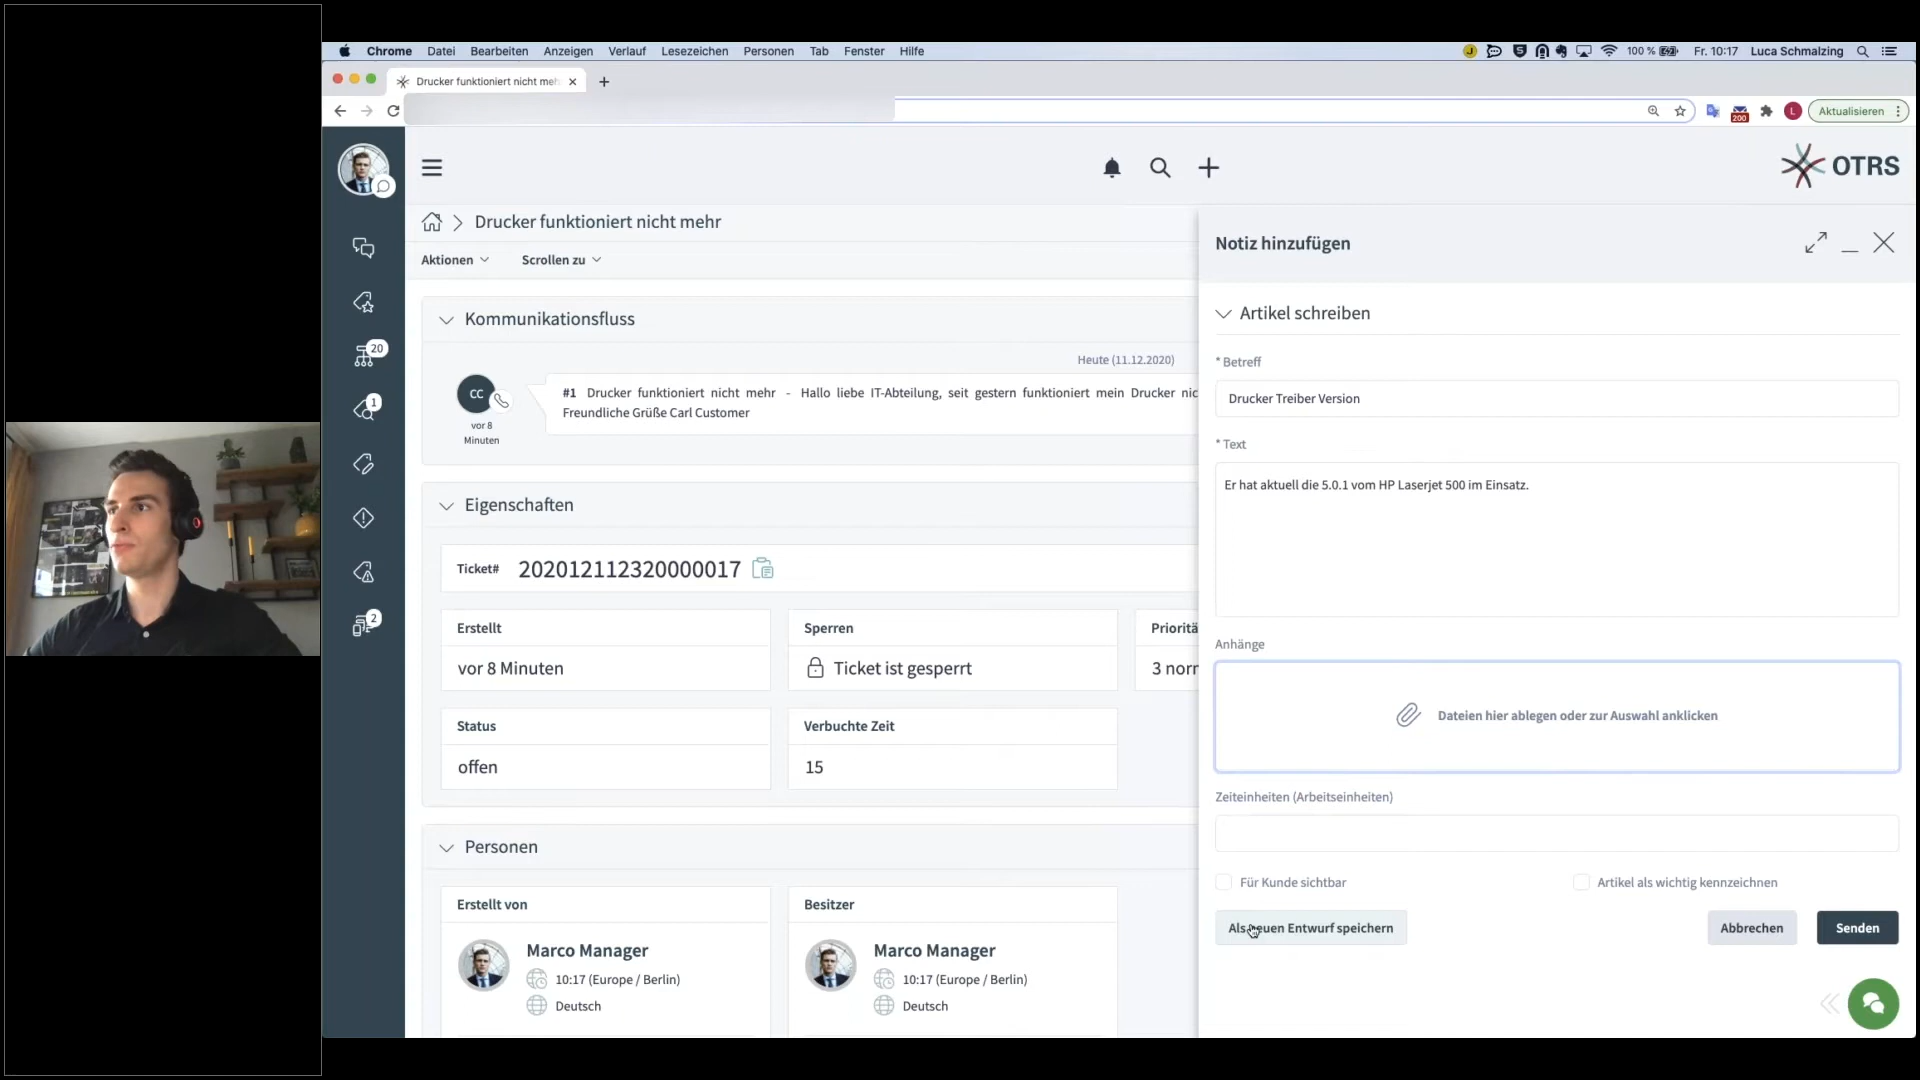 Chrome Datei Bearbeiten Anzeigen Verlauf Lesezeichen Personen Tab Fenster Hilfe
100 % Fr. 10:17 Luca Schmalzing
Drucker funktioniert nicht meh
200 L Aktualisieren
OTRS
Drucker funktioniert nicht mehr
Aktionen Scrollen zu
20
1
2
Kommunikationsfluss
Heute (11.12.2020)
CC
vor 8
Minuten
#1 Drucker funktioniert nicht mehr - Hallo liebe IT-Abteilung, seit gestern funktioniert mein Drucker nic
Freundliche Grüße Carl Customer
Eigenschaften
Ticket# 202012112320000017
Erstellt
vor 8 Minuten
Sperren
Ticket ist gesperrt
Prioritä
3 norr
Status
offen
Verbuchte Zeit
15
Personen
Erstellt von
Marco Manager
10:17 (Europe / Berlin)
Deutsch
Besitzer
Marco Manager
10:17 (Europe / Berlin)
Deutsch
Notiz hinzufügen
Artikel schreiben
* Betreff
Drucker Treiber Version
* Text
Er hat aktuell die 5.0.1 vom HP Laserjet 500 im Einsatz.
Anhänge
Dateien hier ablegen oder zur Auswahl anklicken
Zeiteinheiten (Arbeitseinheiten)
Für Kunde sichtbar
Artikel als wichtig kennzeichnen
Als neuen Entwurf speichern
Abbrechen
Senden